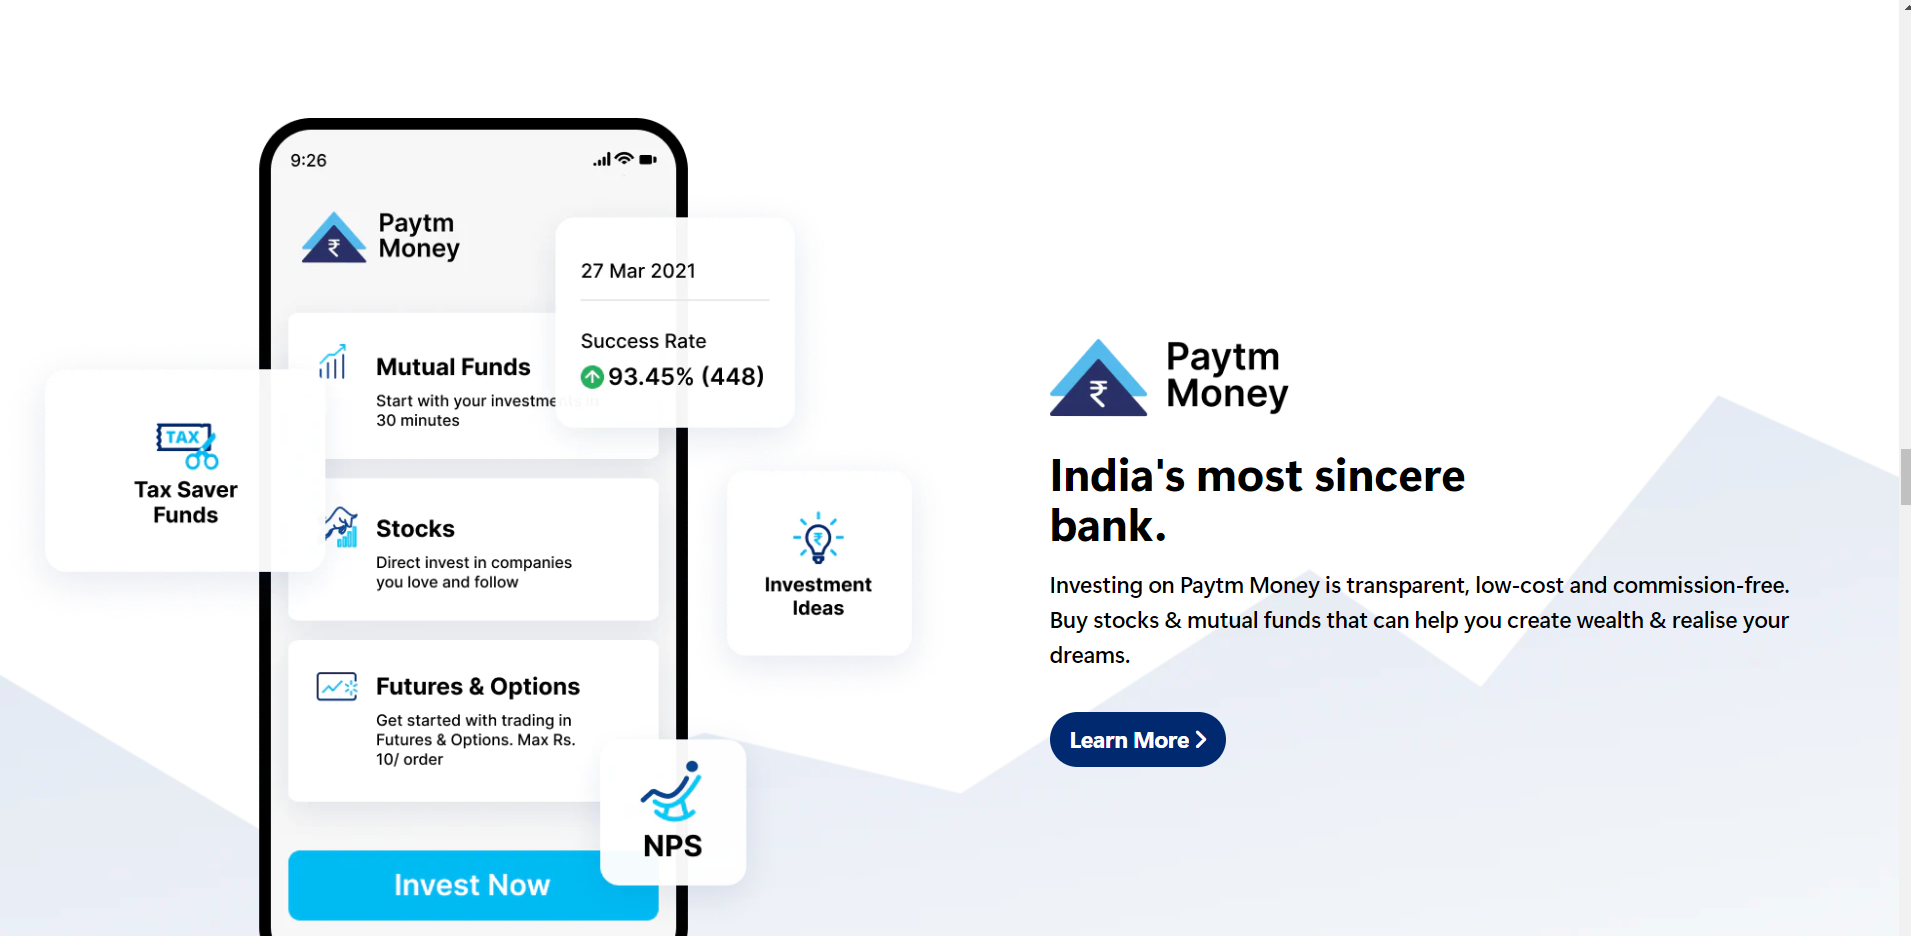 9:26
Paytm
Money
27 Mar 2021
Success Rate
93.45% (448)
Mutual Funds
Start with your investments in
30 minutes
TAX
Tax Saver
Funds
Stocks
Direct invest in companies
you love and follow
₹
Investment
Ideas
Futures & Options
Get started with trading in
Futures & Options. Max Rs.
10/ order
NPS
Invest Now
₹
Paytm
Money
India's most sincere
bank.
Investing on Paytm Money is transparent, low-cost and commission-free.
Buy stocks & mutual funds that can help you create wealth & realise your
dreams.
Learn More